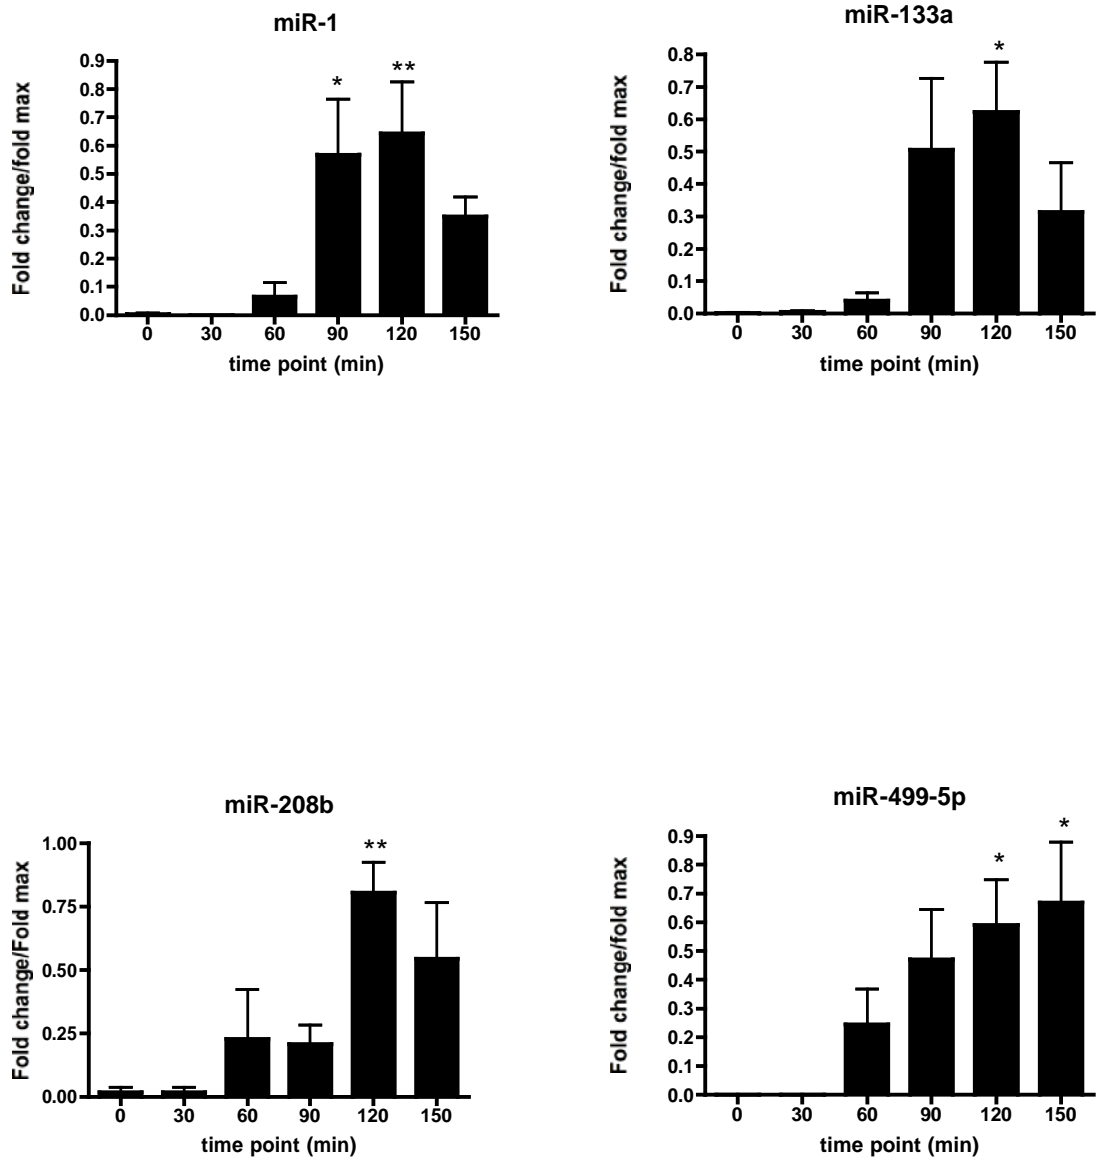 miR-1
Fold change/fold max
0.9
0.8
0.7
0.6
0.5
0.4
0.3
0.2
0.1
0.0
* **
0 30 60 90 120 150
time point (min)
miR-133a
Fold change/fold max
0.8
0.7
0.6
0.5
0.4
0.3
0.2
0.1
0.0
*
0 30 60 90 120 150
time point (min)
miR-208b
Fold change/Fold max
1.00
0.75
0.50
0.25
0.00
**
0 30 60 90 120 150
time point (min)
miR-499-5p
Fold change/fold max
0.9
0.8
0.7
0.6
0.5
0.4
0.3
0.2
0.1
0.0
* *
0 30 60 90 120 150
time point (min)